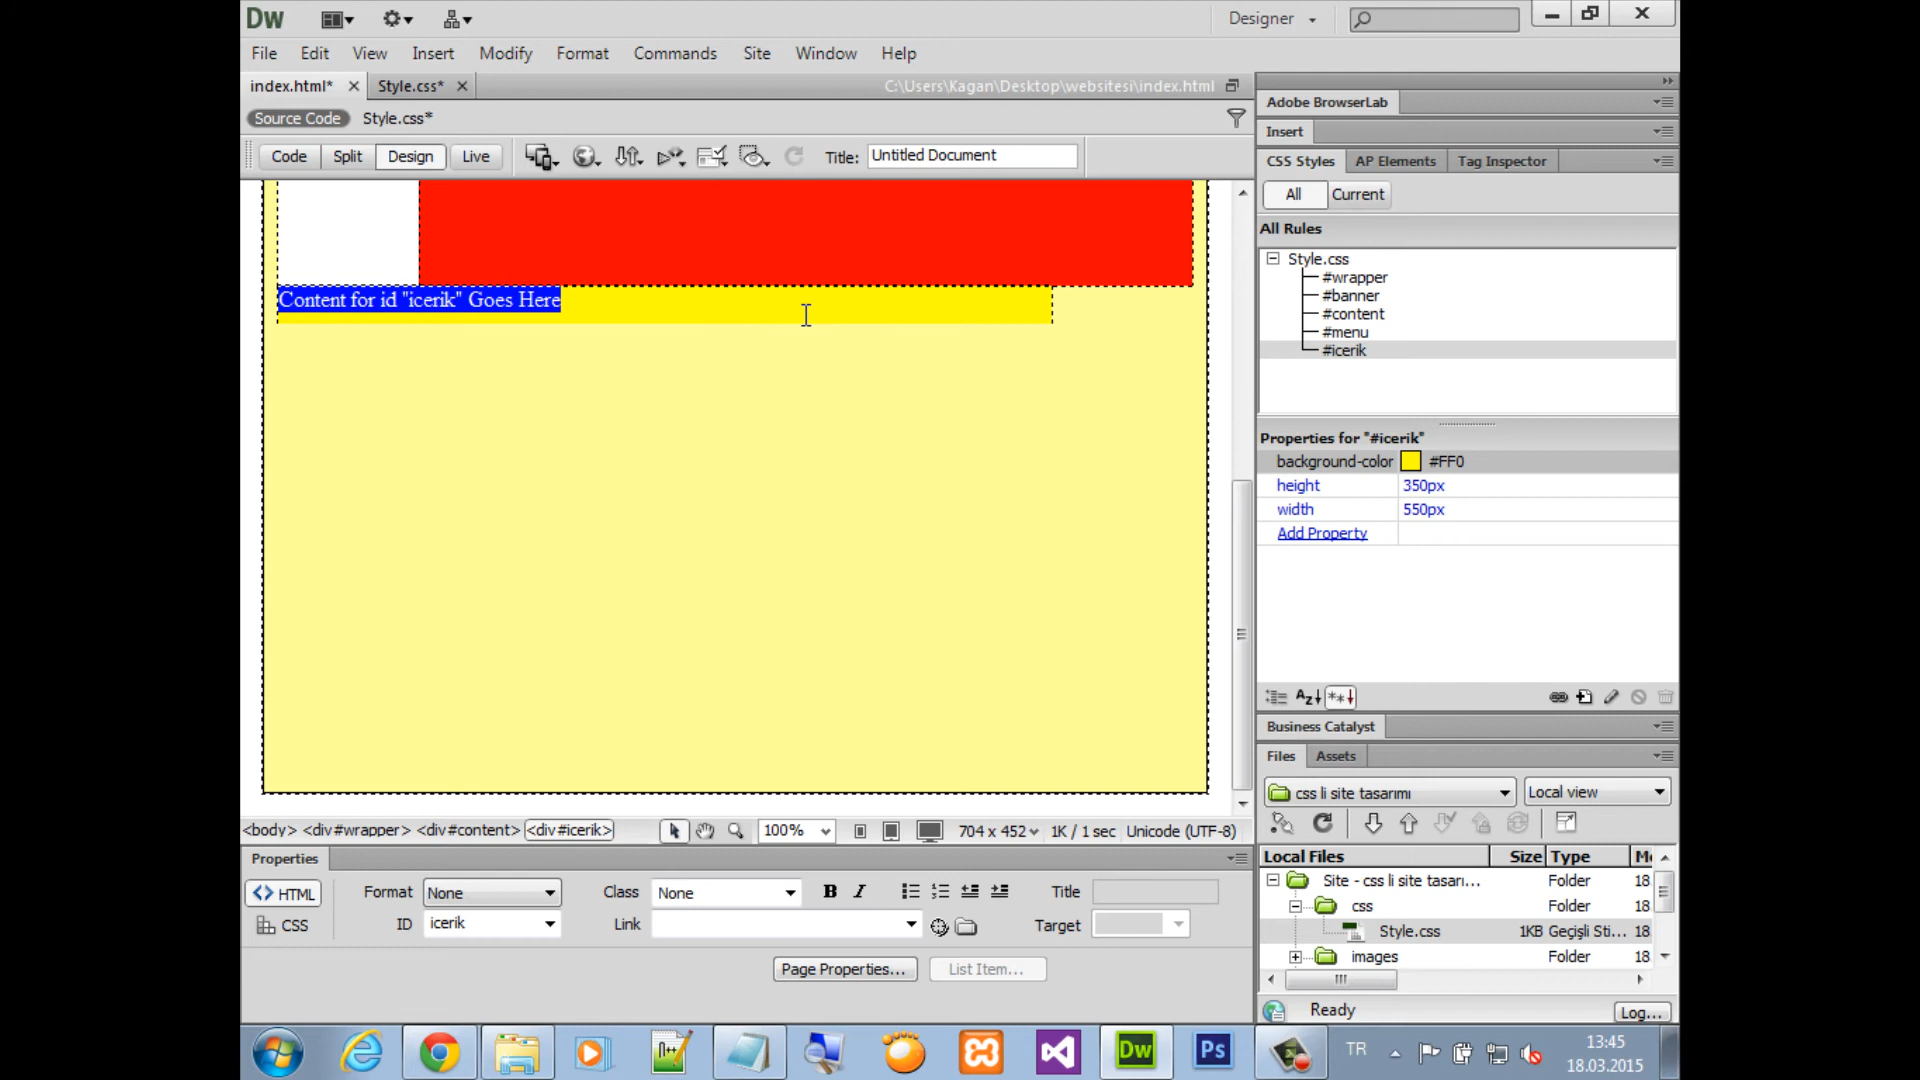 Dw
Designer
File Edit View Insert Modify Format Commands Site Window Help
index.html* Style.css* C:\Users\Kagan\Desktop\websitesi\index.html
Source Code Style.css*
Code Split Design Live Title: Untitled Document
Content for id "icerik" Goes Here
<body> <div#wrapper> <div#content> <div#icerik> 100% 704 x 452 1K / 1 sec Unicode (UTF-8)
Properties
<> HTML Format None Class None B I Title
CSS ID icerik Link Target
Page Properties... List Item...
Adobe BrowserLab
Insert
CSS Styles AP Elements Tag Inspector
All Current
All Rules
Style.css
#wrapper
#banner
#content
#menu
#icerik
Properties for "#icerik"
background-color #FF0
height 350px
width 550px
Add Property
Az↓ **↓
Business Catalyst
Files Assets
css li site tasarımı Local view
Local Files Size Type M
Site - css li site tasarı... Folder 18
css Folder 18
Style.css 1KB Geçişli Sti... 18
images Folder 18
Ready Log...
n++ Dw Ps TR 13:45
18.03.2015